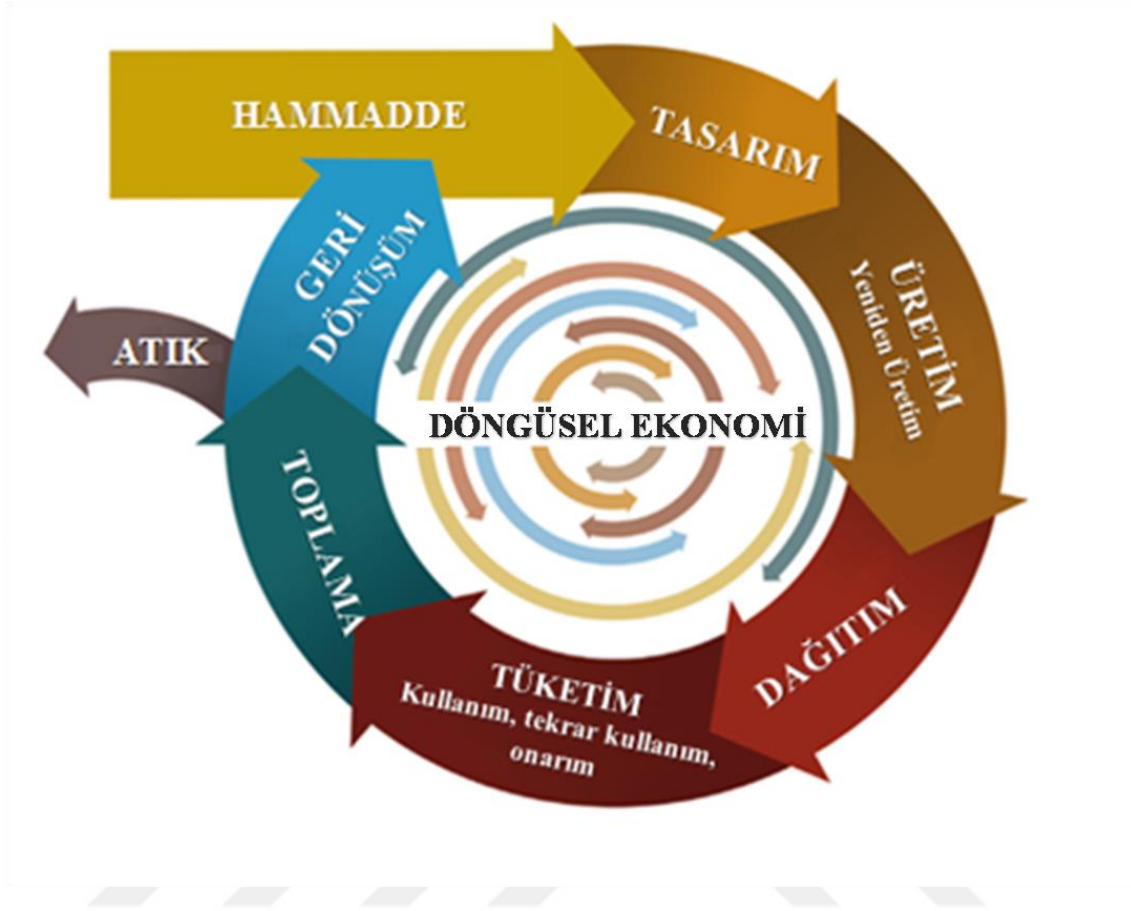 HAMMADDE
TASARIM
ÜRETİM
Yeniden Üretim
DAĞITIM
TÜKETİM
Kullanım, tekrar kullanım,
onarım
TOPLAMA
GERİ
DÖNÜŞÜM
ATIK
DÖNGÜSEL EKONOMİ